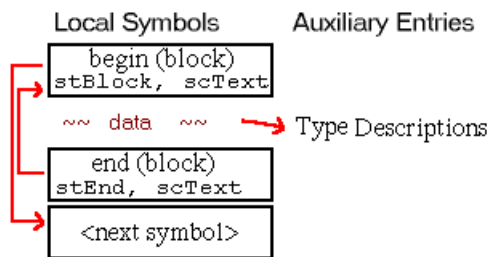 Local Symbols Auxiliary Entries
begin (block)
stBlock, scText
~~ data ~~ Type Descriptions
end (block)
stEnd, scText
<next symbol>